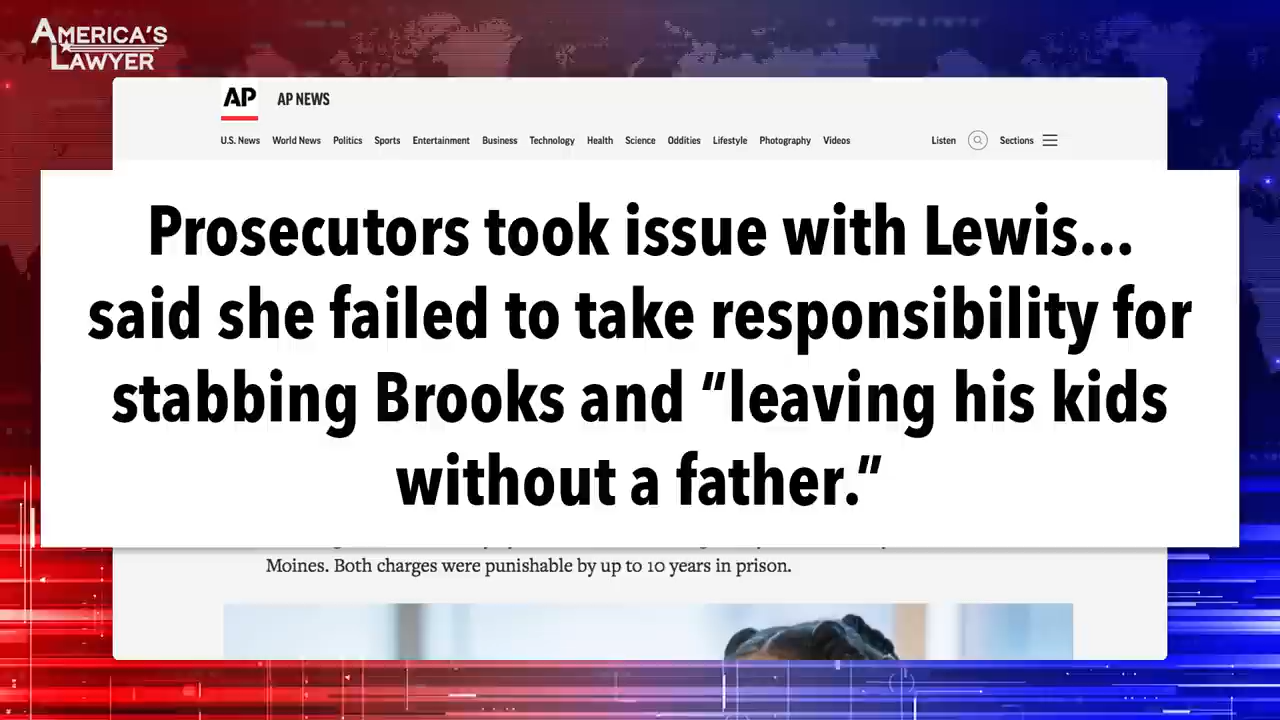 AMERICA'S
LAWYER
AP AP NEWS
U.S. News World News Politics Sports Entertainment Business Technology Health Science Oddities Lifestyle Photography Videos Listen Sections
Prosecutors took issue with Lewis...
said she failed to take responsibility for
stabbing Brooks and “leaving his kids
without a father.”
Moines. Both charges were punishable by up to 10 years in prison.